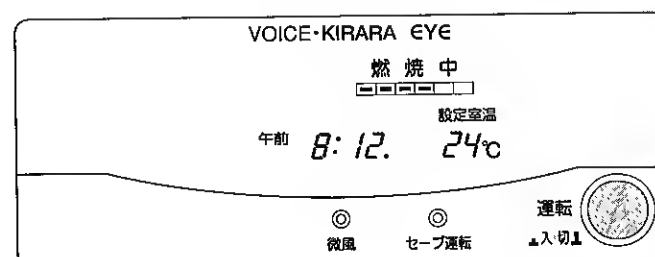 VOICE・KIRARA EYE
燃焼中
設定室温
午前 8:12. 24℃
運転
微風 セーブ運転 入・切